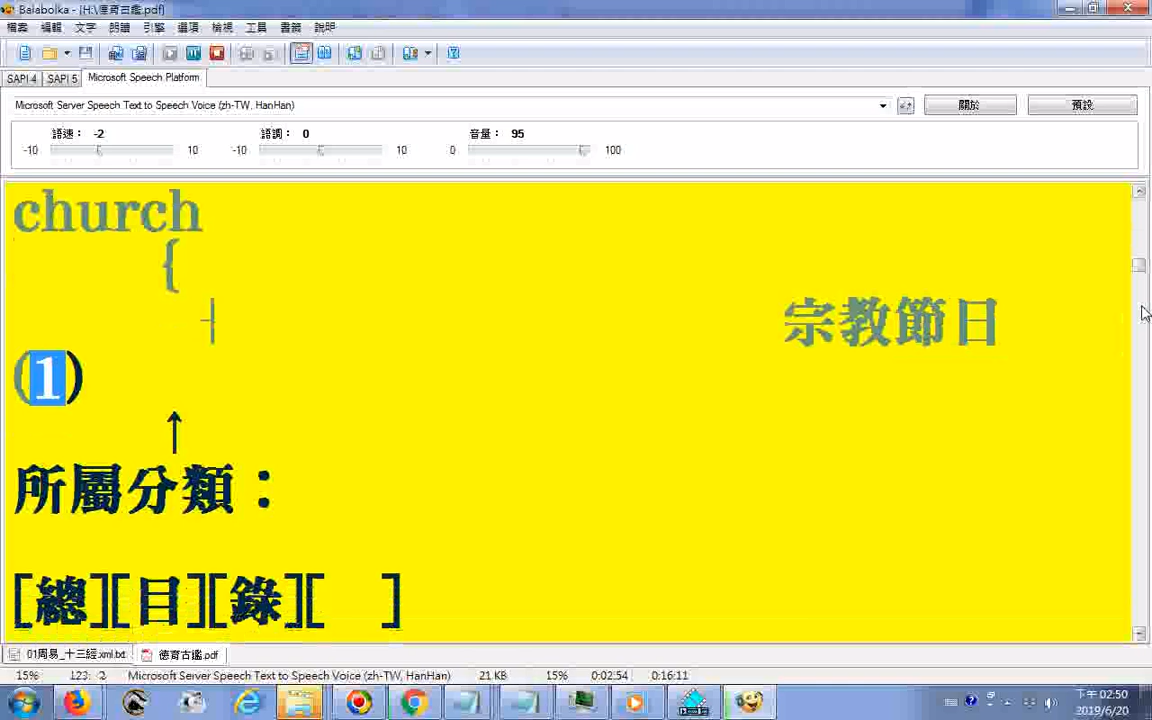 Balabolka - [H:\德育古鑑.pdf]
檔案 編輯 文字 朗讀 引擎 選項 檢視 工具 書籤 說明
SAPI 4 SAPI 5 Microsoft Speech Platform
Microsoft Server Speech Text to Speech Voice (zh-TW, HanHan) 關於 預設
語速： -2 語調： 0 音量： 95
-10 10 -10 10 0 100
church
{
┤ 宗教節日
(1)
↑
所屬分類：
[總][目][錄][ ]
01周易_十三經.xml.txt 德育古鑑.pdf
15% 123: 2 Microsoft Server Speech Text to Speech Voice (zh-TW, HanHan) 21 KB 15% 0:02:54 0:16:11
下午 02:50
2019/6/20